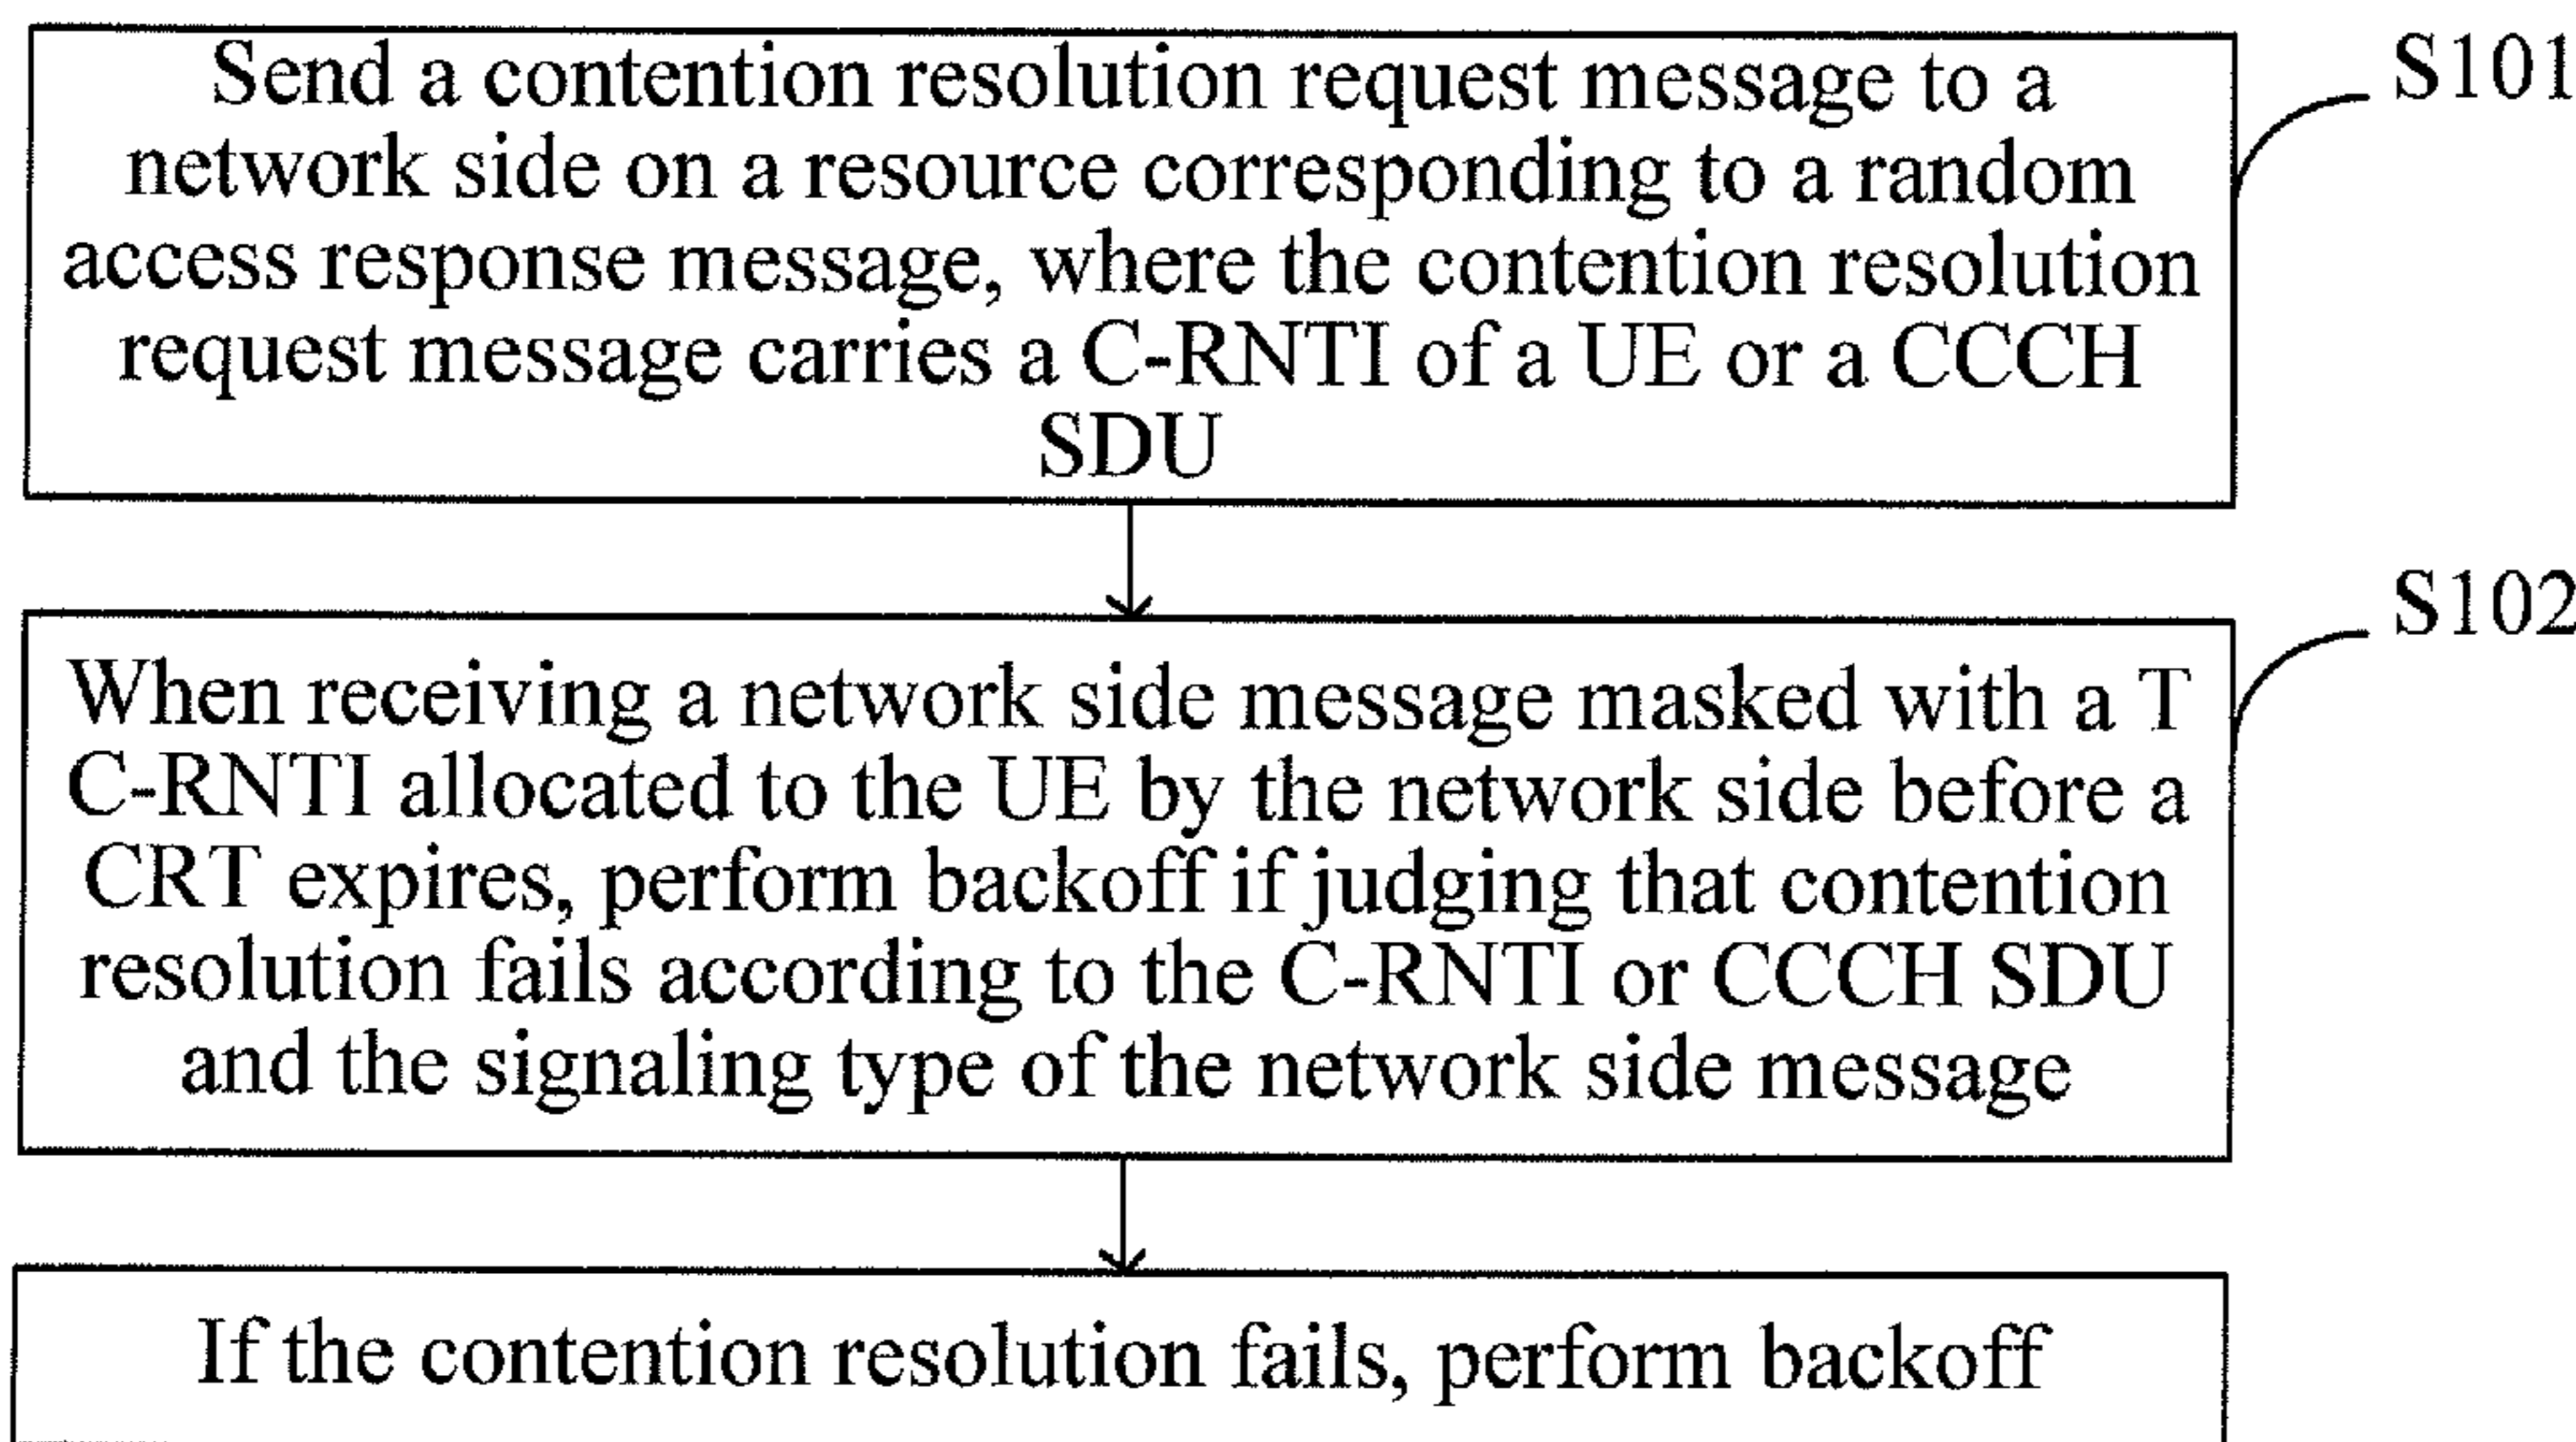 Send a contention resolution request message to a
network side on a resource corresponding to a random
access response message, where the contention resolution
request message carries a C-RNTI of a UE or a CCCH
SDU
S101
When receiving a network side message masked with a T
C-RNTI allocated to the UE by the network side before a
CRT expires, perform backoff if judging that contention
resolution fails according to the C-RNTI or CCCH SDU
and the signaling type of the network side message
S102
If the contention resolution fails, perform backoff